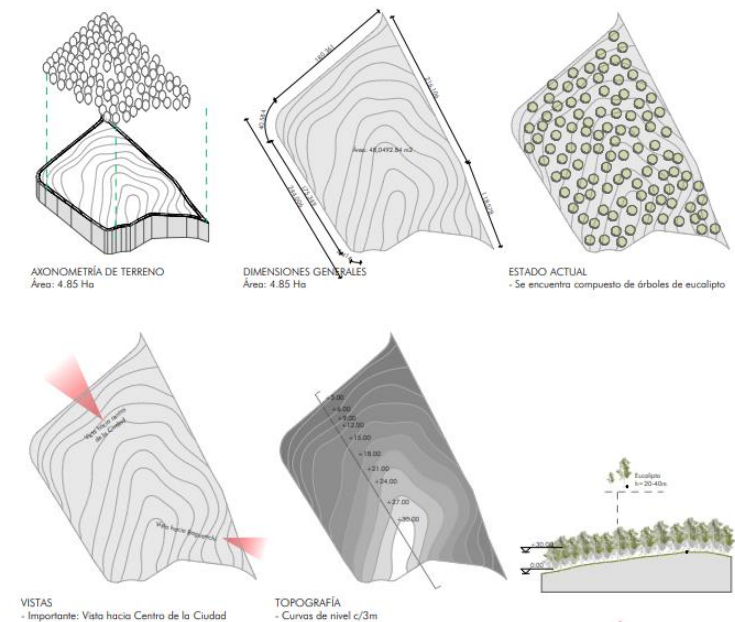 AXONOMETRÍA DE TERRENO
Área: 4.85 Ha
Área: 48,0492.84 m2
DIMENSIONES GENERALES
Área: 4.85 Ha
ESTADO ACTUAL
- Se encuentra compuesto de árboles de eucalipto
Vista hacia centro
de la Ciudad
Vista hacia
VISTAS
- Importante: Vista hacia Centro de la Ciudad
+6.00
+9.00
+12.00
+15.00
+18.00
+21.00
+24.00
+27.00
+30.00
TOPOGRAFÍA
- Curvas de nivel c/3m
Eucalipto
h=20-40m
+30.00
0.00